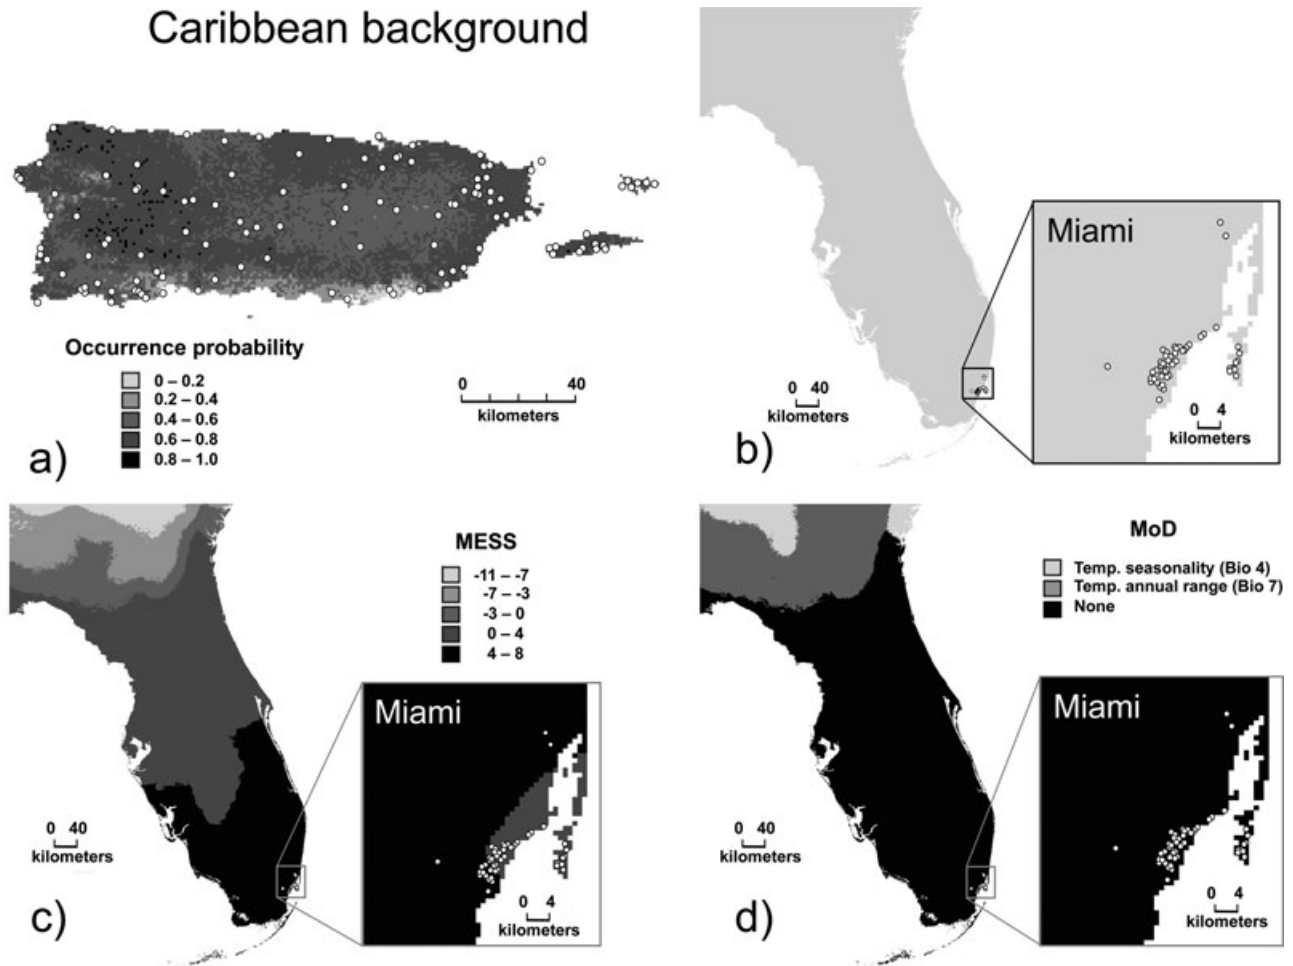 Caribbean background
Occurrence probability
0 – 0.2
0.2 – 0.4
0.4 – 0.6
0.6 – 0.8
0.8 – 1.0
0 40
kilometers
a)
Miami
0 4
kilometers
0 40
kilometers
b)
MESS
-11 – -7
-7 – -3
-3 – 0
0 – 4
4 – 8
Miami
0 4
kilometers
0 40
kilometers
c)
MoD
Temp. seasonality (Bio 4)
Temp. annual range (Bio 7)
None
Miami
0 4
kilometers
0 40
kilometers
d)